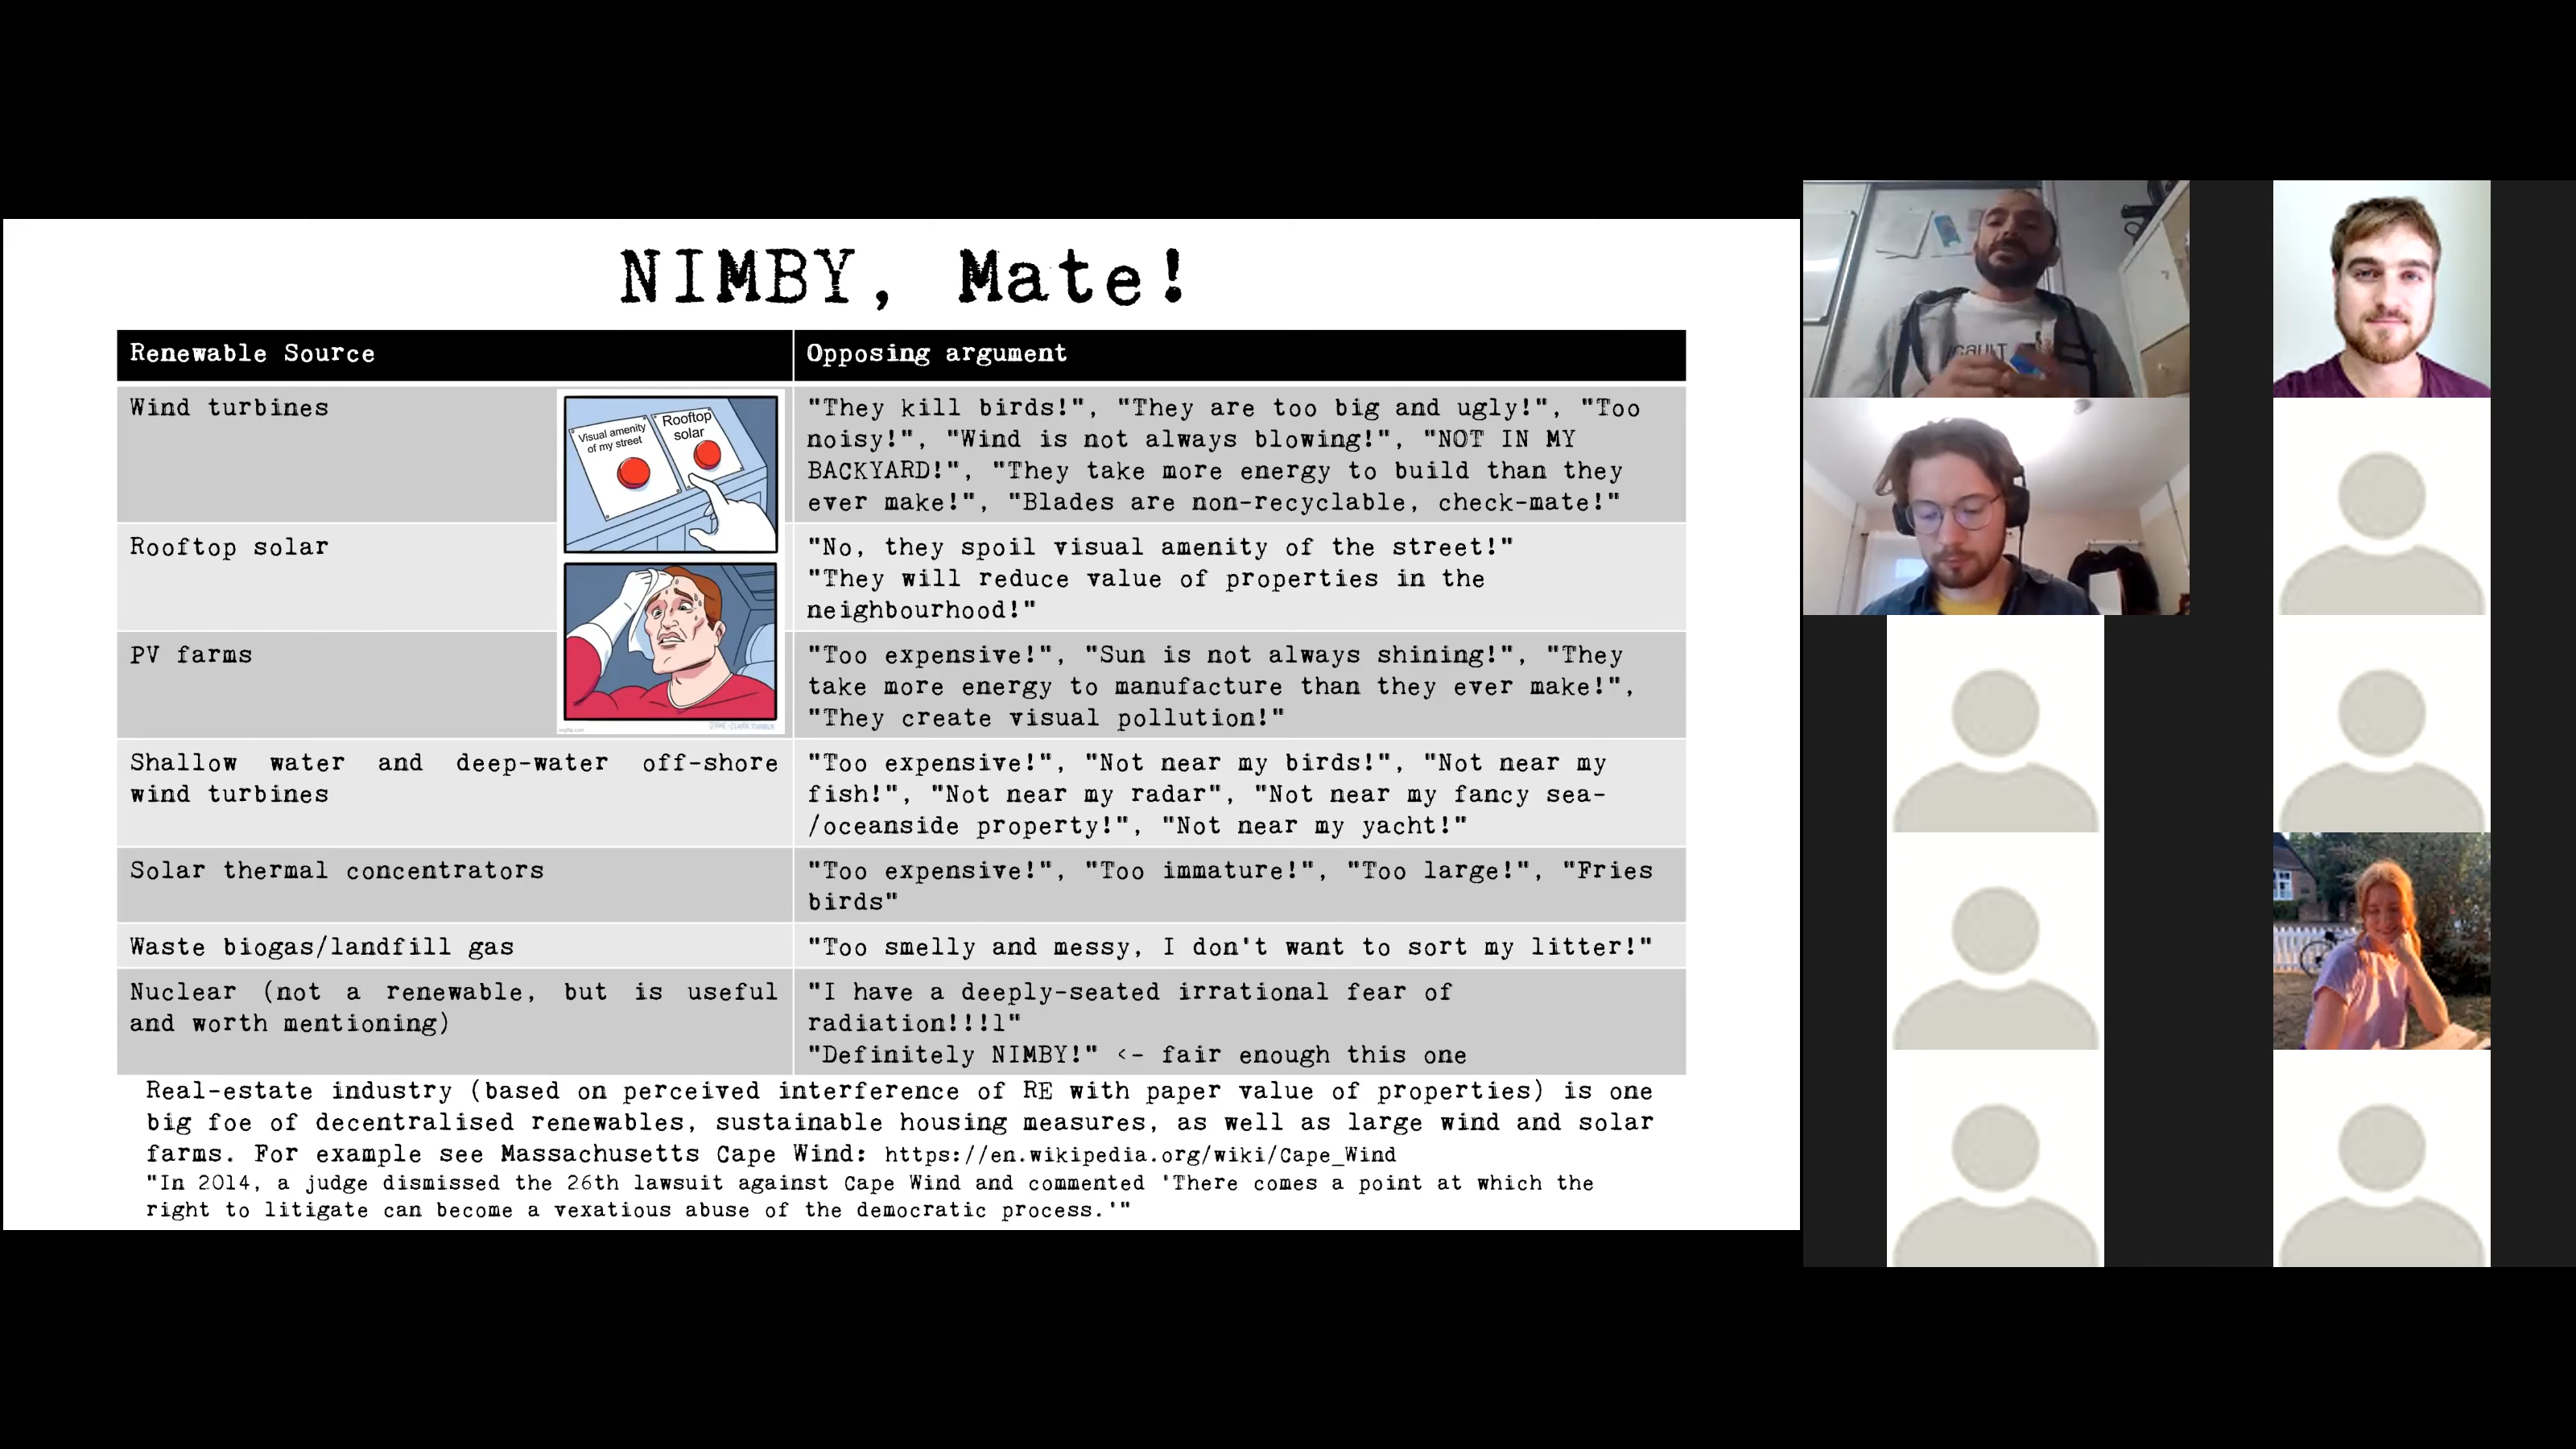 NIMBY, Mate!
Renewable Source
Opposing argument
Wind turbines
Visual amenity
of my street
Rooftop
solar
"They kill birds!", "They are too big and ugly!", "Too
noisy!", "Wind is not always blowing!", "NOT IN MY
BACKYARD!", "They take more energy to build than they
ever make!", "Blades are non-recyclable, check-mate!"
Rooftop solar
"No, they spoil visual amenity of the street!"
"They will reduce value of properties in the
neighbourhood!"
PV farms
"Too expensive!", "Sun is not always shining!", "They
take more energy to manufacture than they ever make!",
"They create visual pollution!"
imgflip.com
JAKE-CLARK.TUMBLR
Shallow water and deep-water off-shore
wind turbines
"Too expensive!", "Not near my birds!", "Not near my
fish!", "Not near my radar", "Not near my fancy sea-
/oceanside property!", "Not near my yacht!"
Solar thermal concentrators
"Too expensive!", "Too immature!", "Too large!", "Fries
birds"
Waste biogas/landfill gas
"Too smelly and messy, I don't want to sort my litter!"
Nuclear (not a renewable, but is useful
and worth mentioning)
"I have a deeply-seated irrational fear of
radiation!!!1"
"Definitely NIMBY!" <- fair enough this one
Real-estate industry (based on perceived interference of RE with paper value of properties) is one
big foe of decentralised renewables, sustainable housing measures, as well as large wind and solar
farms. For example see Massachusetts Cape Wind: https://en.wikipedia.org/wiki/Cape_Wind
"In 2014, a judge dismissed the 26th lawsuit against Cape Wind and commented 'There comes a point at which the
right to litigate can become a vexatious abuse of the democratic process.'"